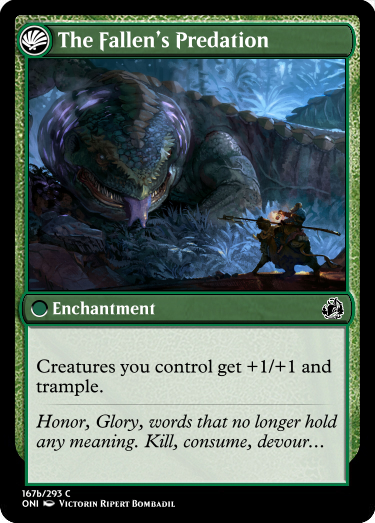 The Fallen's Predation
Enchantment
Creatures you control get +1/+1 and
trample.
Honor, Glory, words that no longer hold
any meaning. Kill, consume, devour…
167b/293 C
ONI Victorin Ripert Bombadil